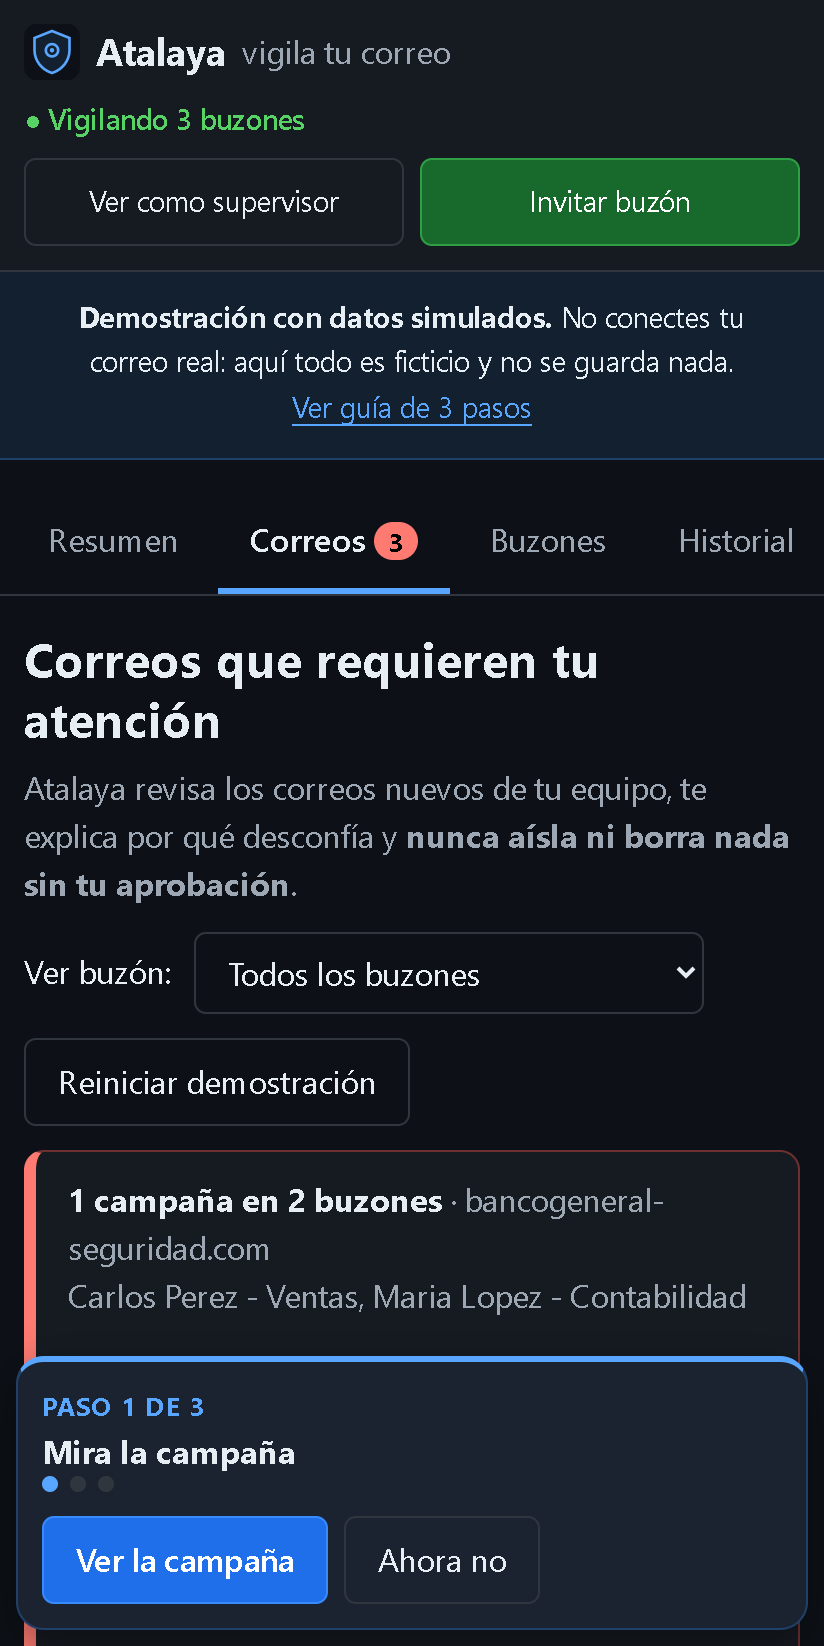 Atalaya vigila tu correo
● Vigilando 3 buzones
Ver como supervisor
Invitar buzón
Demostración con datos simulados. No conectes tu
correo real: aquí todo es ficticio y no se guarda nada.
Ver guía de 3 pasos
Resumen
Correos 3
Buzones
Historial
Correos que requieren tu
atención
Atalaya revisa los correos nuevos de tu equipo, te
explica por qué desconfía y nunca aísla ni borra nada
sin tu aprobación.
Ver buzón:
Todos los buzones
Reiniciar demostración
1 campaña en 2 buzones · bancogeneral-
seguridad.com
Carlos Perez - Ventas, Maria Lopez - Contabilidad
PASO 1 DE 3
Mira la campaña
Ver la campaña
Ahora no